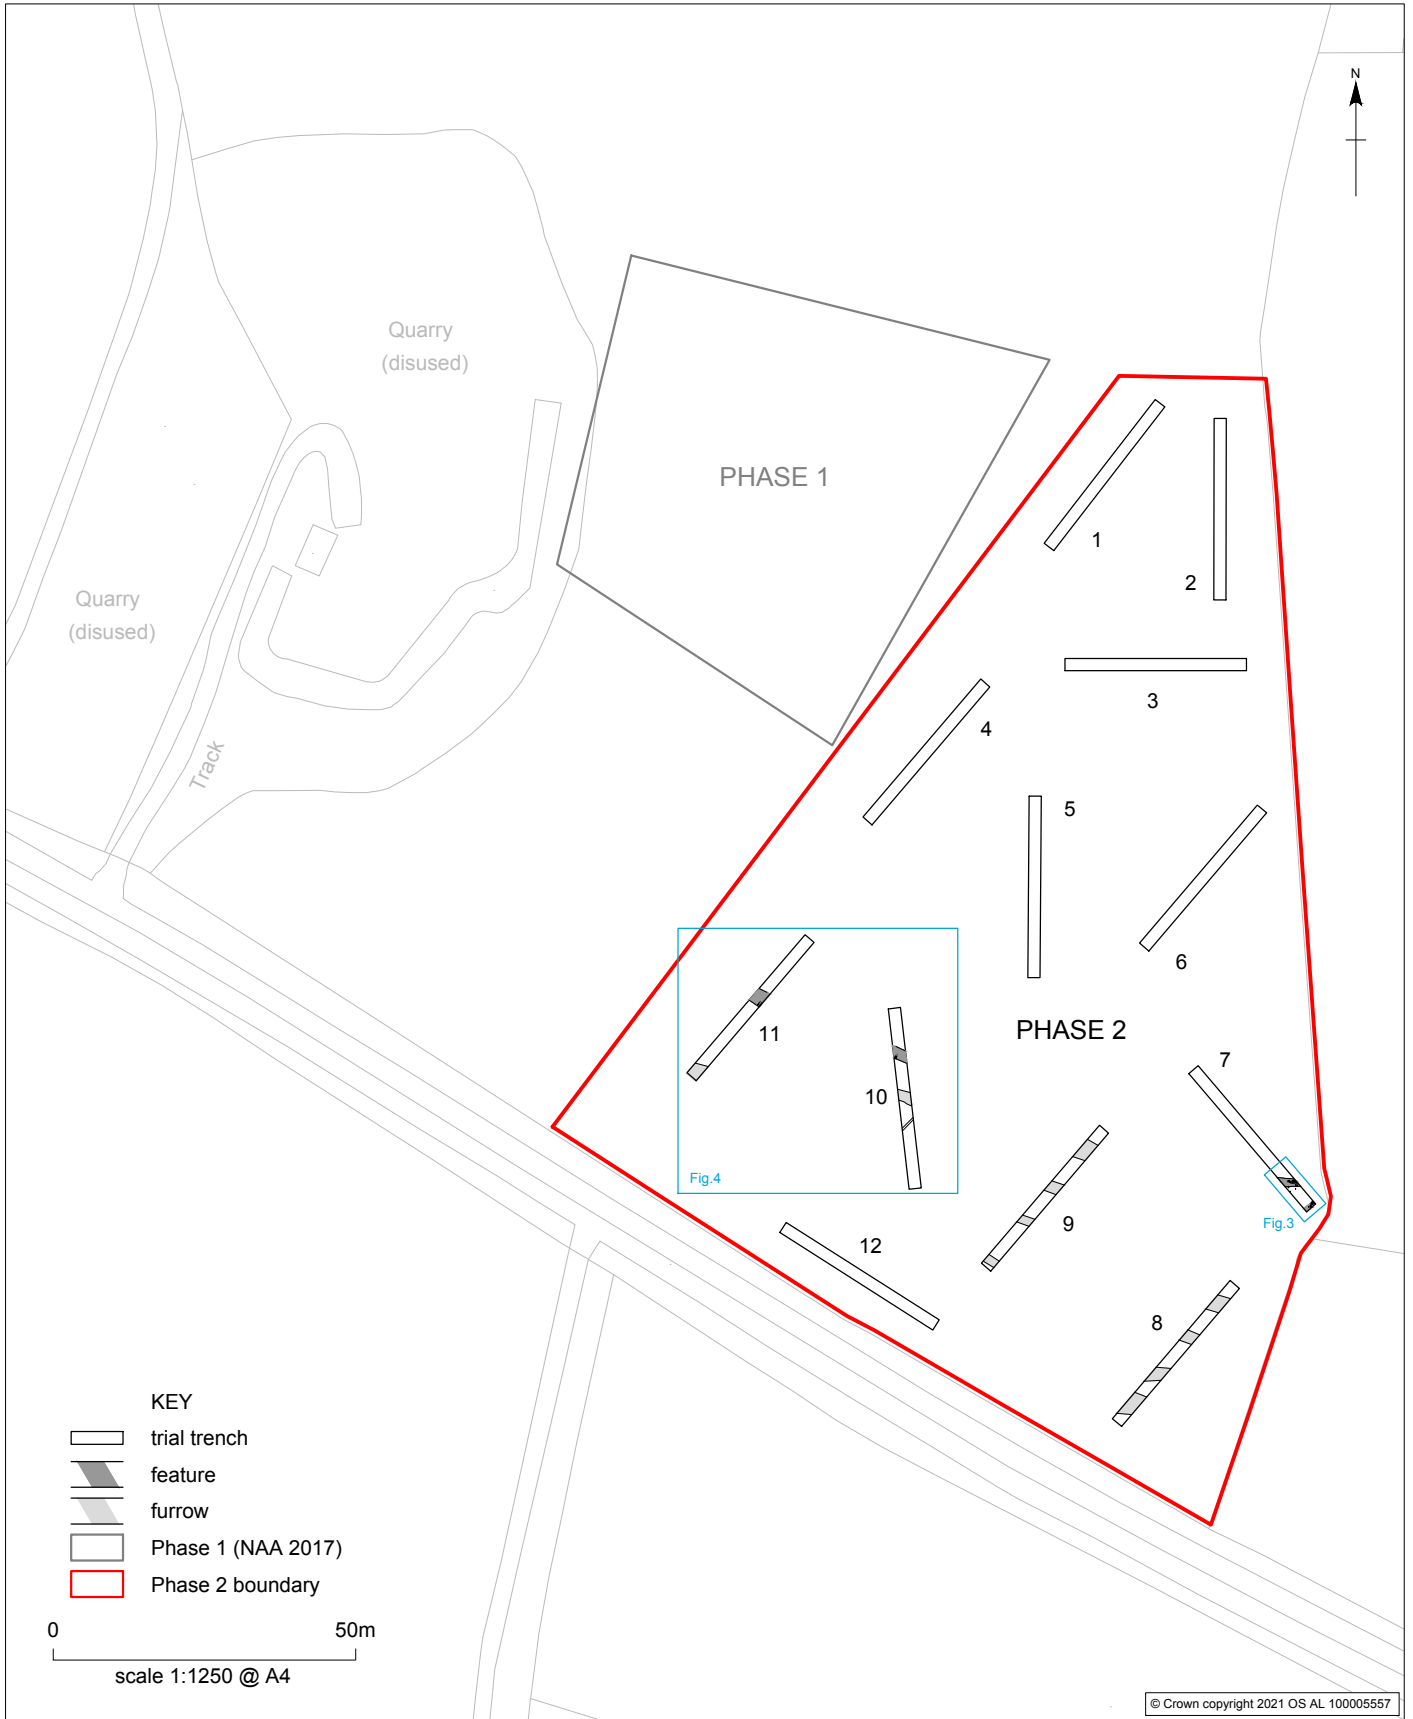 N
Quarry
(disused)
PHASE 1
1
2
Quarry
(disused)
3
4
Track
5
6
11
PHASE 2
7
10
Fig.4
9
Fig.3
12
8
KEY
trial trench
feature
furrow
Phase 1 (NAA 2017)
Phase 2 boundary
0 50m
scale 1:1250 @ A4
© Crown copyright 2021 OS AL 100005557